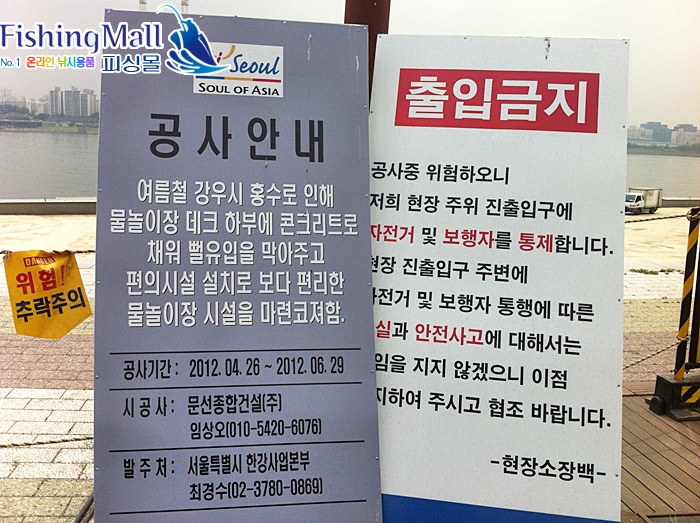 FishingMall
No.1 온라인 낚시용품 피싱몰
Seoul
SOUL OF ASIA
공사안내
여름철 강우시 홍수로 인해
물놀이장 데크 하부에 콘크리트로
채워 뻘유입을 막아주고
편의시설 설치로 보다 편리한
물놀이장 시설을 마련코져함.
공사기간 : 2012. 04. 26 ~ 2012. 06. 29
시 공 사 : 문선종합건설(주)
임상오(010-5420-6076)
발 주 처 : 서울특별시 한강사업본부
최경수(02-3780-0869)
출입금지
공사중 위험하오니
저희 현장 주위 진출입구에
자전거 및 보행자를 통제합니다.
현장 진출입구 주변에
자전거 및 보행자 통행에 따른
실과 안전사고에 대해서는
임을 지지 않겠으니 이점
지하여 주시고 협조 바랍니다.
-현장소장백-
위험!
추락주의